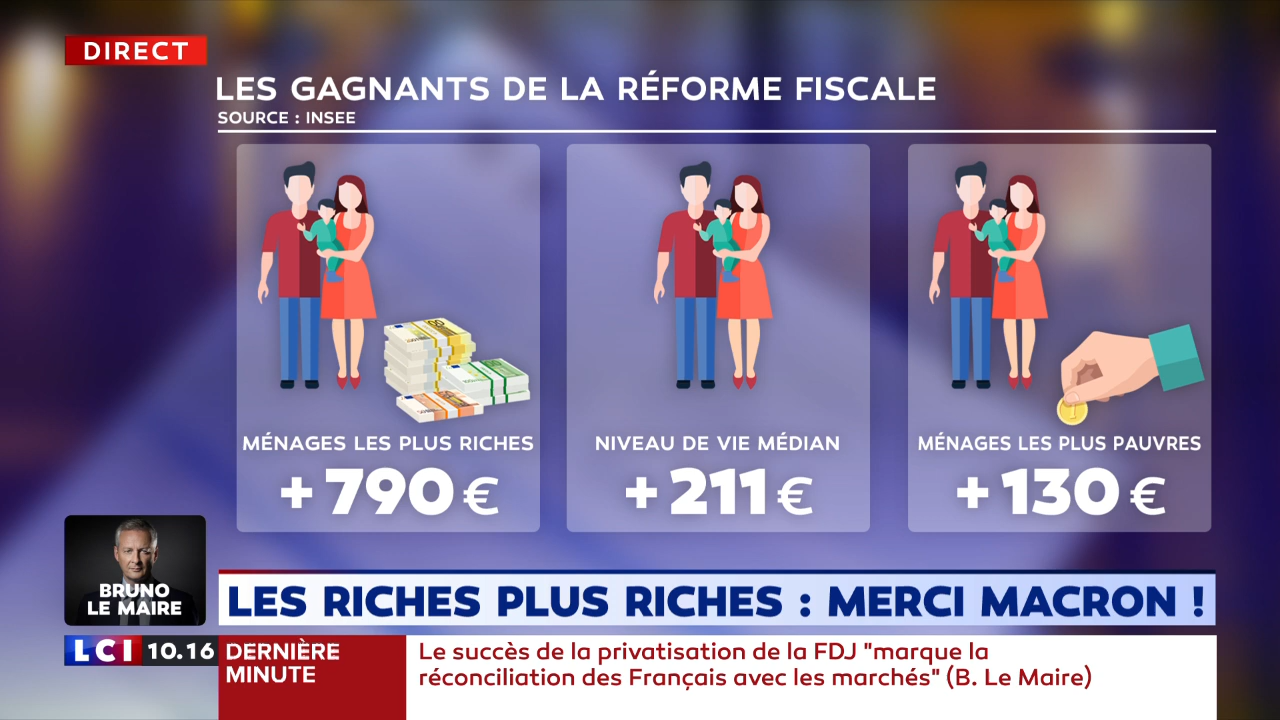 DIRECT
LES GAGNANTS DE LA RÉFORME FISCALE
SOURCE : INSEE
MÉNAGES LES PLUS RICHES
+ 790 €
NIVEAU DE VIE MÉDIAN
+ 211 €
MÉNAGES LES PLUS PAUVRES
+ 130 €
BRUNO
LE MAIRE
LES RICHES PLUS RICHES : MERCI MACRON !
LCI 10.16
DERNIÈRE
MINUTE
Le succès de la privatisation de la FDJ "marque la
réconciliation des Français avec les marchés" (B. Le Maire)